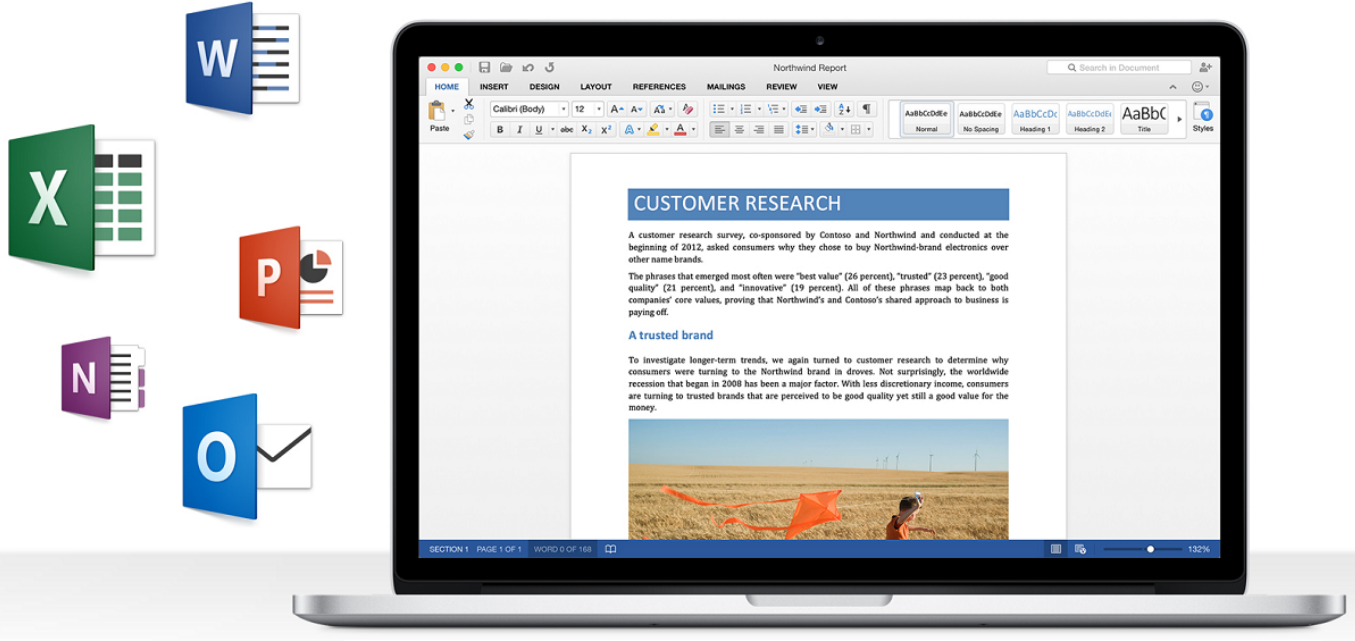 W
X
P
N
O
Northwind Report
Search in Document
HOME INSERT DESIGN LAYOUT REFERENCES MAILINGS REVIEW VIEW
Paste
Calibri (Body) 12
B I U abc X₂ X²
AaBbCcDdEe AaBbCcDdEe AaBbCcDc AaBbCcDdEe AaBbC
Normal No Spacing Heading 1 Heading 2 Title
Styles
CUSTOMER RESEARCH
A customer research survey, co-sponsored by Contoso and Northwind and conducted at the
beginning of 2012, asked consumers why they chose to buy Northwind-brand electronics over
other name brands.
The phrases that emerged most often were “best value” (26 percent), “trusted” (23 percent), “good
quality” (21 percent), and “innovative” (19 percent). All of these phrases map back to both
companies’ core values, proving that Northwind’s and Contoso’s shared approach to business is
paying off.
A trusted brand
To investigate longer-term trends, we again turned to customer research to determine why
consumers were turning to the Northwind brand in droves. Not surprisingly, the worldwide
recession that began in 2008 has been a major factor. With less discretionary income, consumers
are turning to trusted brands that are perceived to be good quality yet still a good value for the
money.
SECTION 1 PAGE 1 OF 1 WORD 0 OF 168
132%